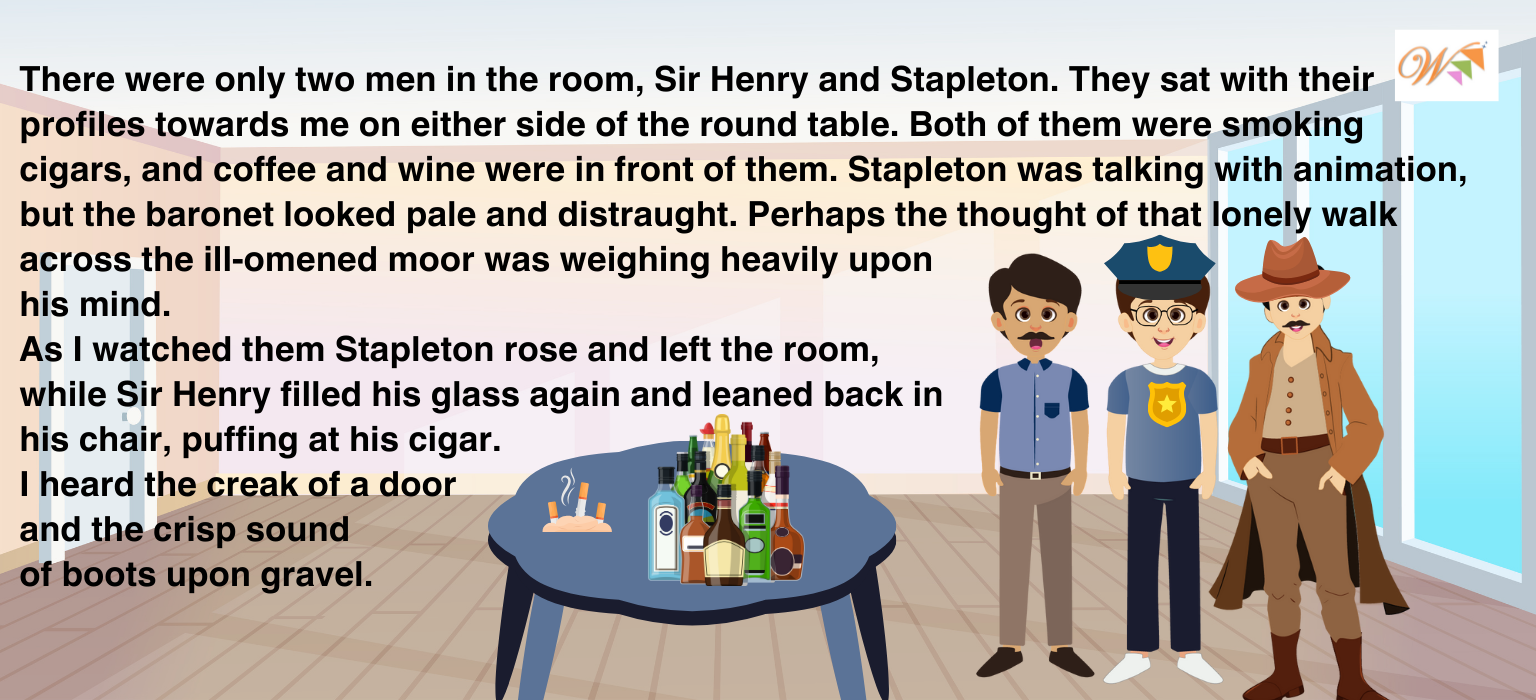 There were only two men in the room, Sir Henry and Stapleton. They sat with their
profiles towards me on either side of the round table. Both of them were smoking
cigars, and coffee and wine were in front of them. Stapleton was talking with animation,
but the baronet looked pale and distraught. Perhaps the thought of that lonely walk
across the ill-omened moor was weighing heavily upon
his mind.
As I watched them Stapleton rose and left the room,
while Sir Henry filled his glass again and leaned back in
his chair, puffing at his cigar.
I heard the creak of a door
and the crisp sound
of boots upon gravel.
W